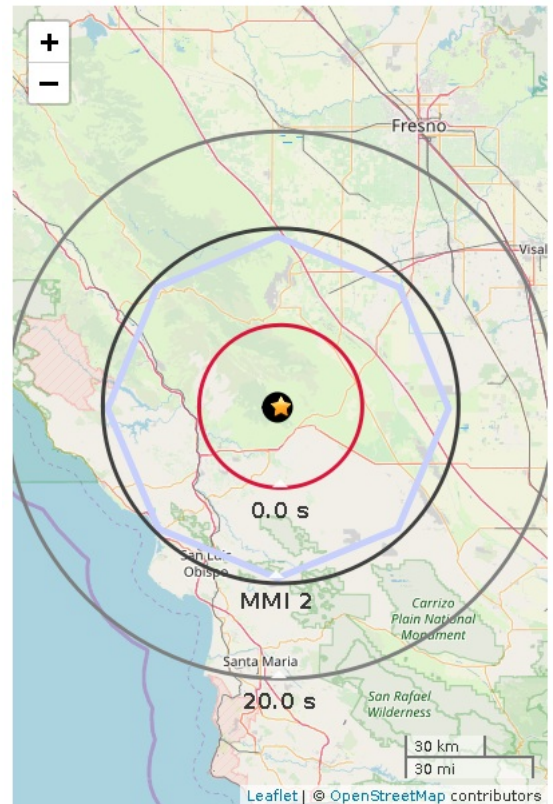 +
−
Fresno
Visal
0.0 s
San Luis
Obispo
MMI 2
Carrizo
Plain National
Monument
Santa Maria
20.0 s
San Rafael
Wilderness
30 km
30 mi
Leaflet | © OpenStreetMap contributors